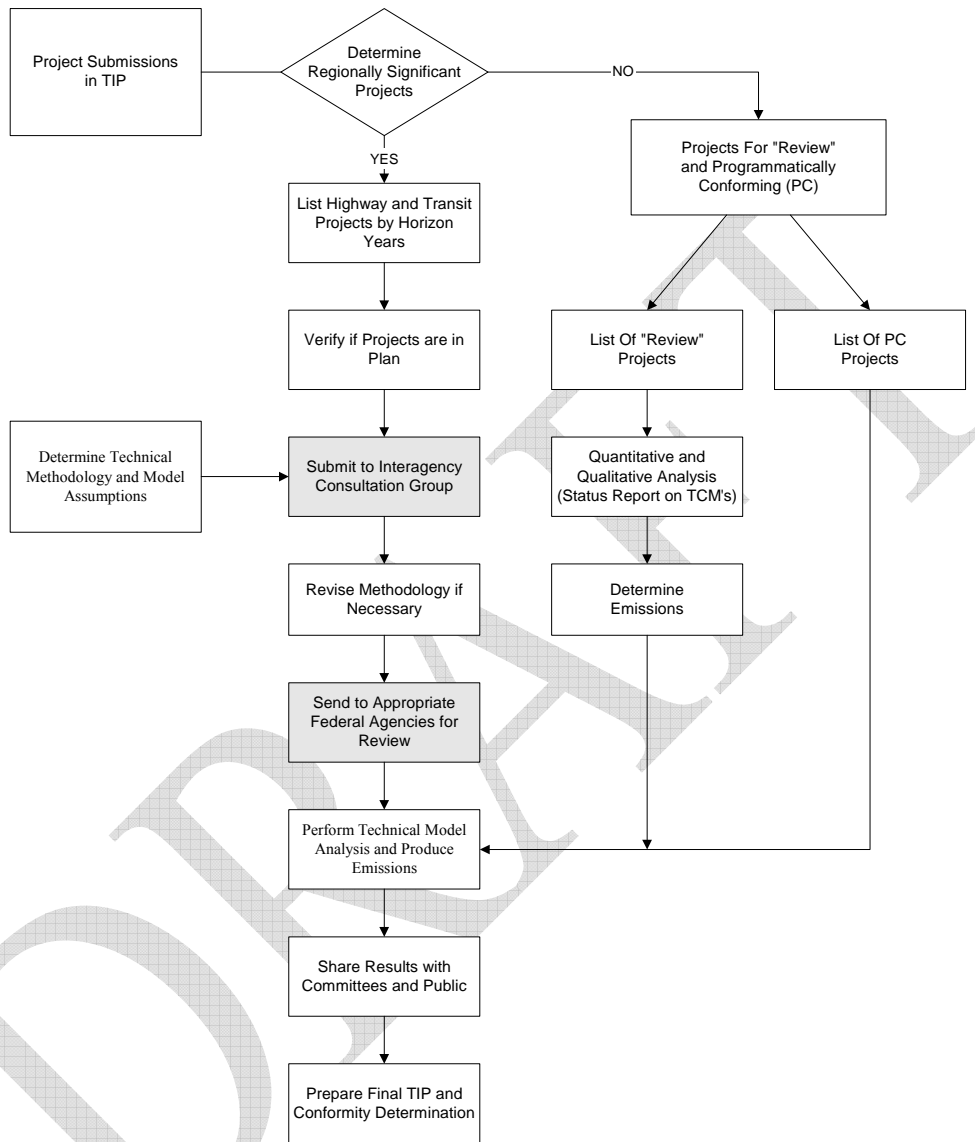 Project Submissions
in TIP
Determine
Regionally Significant
Projects
NO
YES
Projects For "Review"
and Programmatically
Conforming (PC)
List Highway and Transit
Projects by Horizon
Years
Verify if Projects are in
Plan
List Of "Review"
Projects
List Of PC
Projects
Determine Technical
Methodology and Model
Assumptions
Submit to Interagency
Consultation Group
Quantitative and
Qualitative Analysis
(Status Report on TCM's)
Revise Methodology if
Necessary
Determine
Emissions
Send to Appropriate
Federal Agencies for
Review
Perform Technical Model
Analysis and Produce
Emissions
Share Results with
Committees and Public
Prepare Final TIP and
Conformity Determination
DRAFT